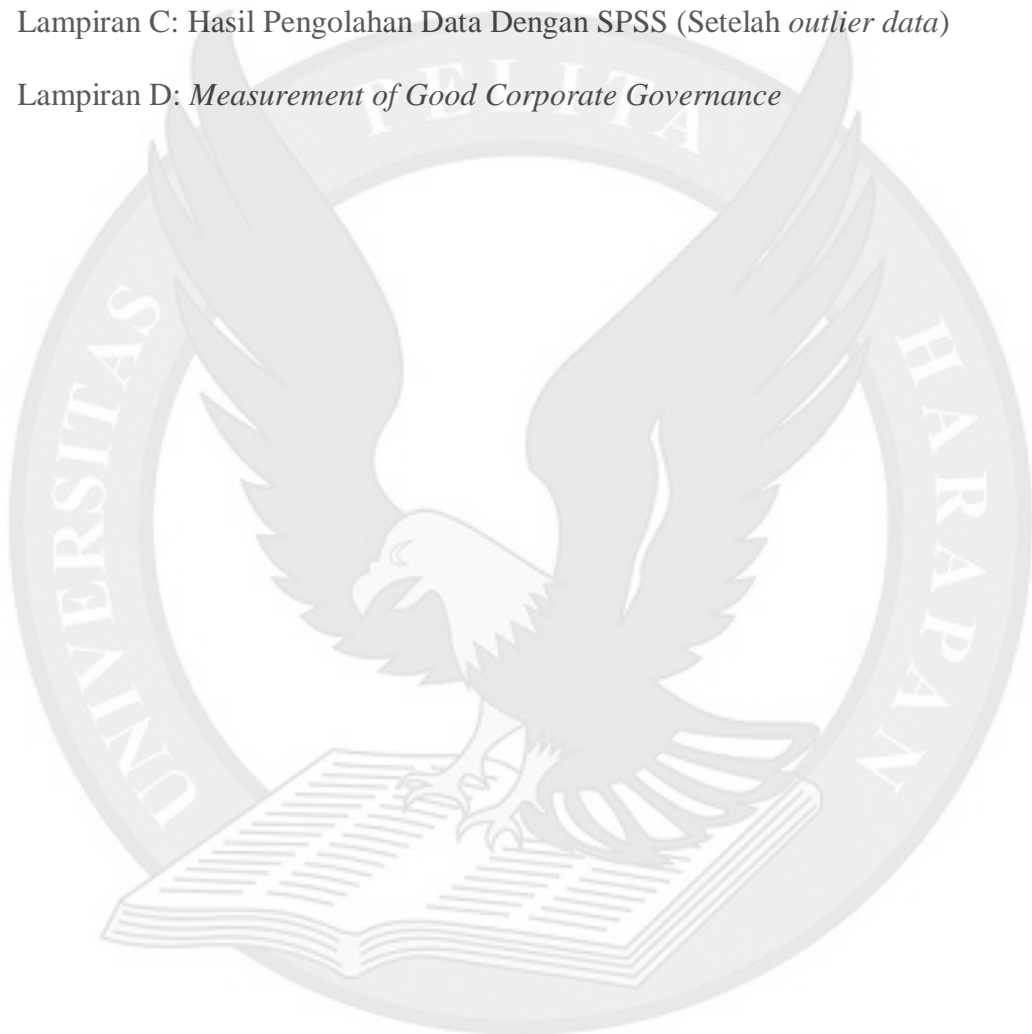 Lampiran C: Hasil Pengolahan Data Dengan SPSS (Setelah outlier data)
Lampiran D: Measurement of Good Corporate Governance
UNIVERSITAS PELITA HARAPAN